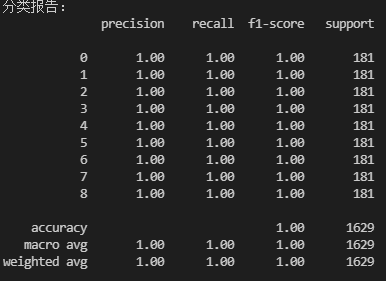 分类报告:
precision recall f1-score support
0 1.00 1.00 1.00 181
1 1.00 1.00 1.00 181
2 1.00 1.00 1.00 181
3 1.00 1.00 1.00 181
4 1.00 1.00 1.00 181
5 1.00 1.00 1.00 181
6 1.00 1.00 1.00 181
7 1.00 1.00 1.00 181
8 1.00 1.00 1.00 181
accuracy 1.00 1629
macro avg 1.00 1.00 1.00 1629
weighted avg 1.00 1.00 1.00 1629